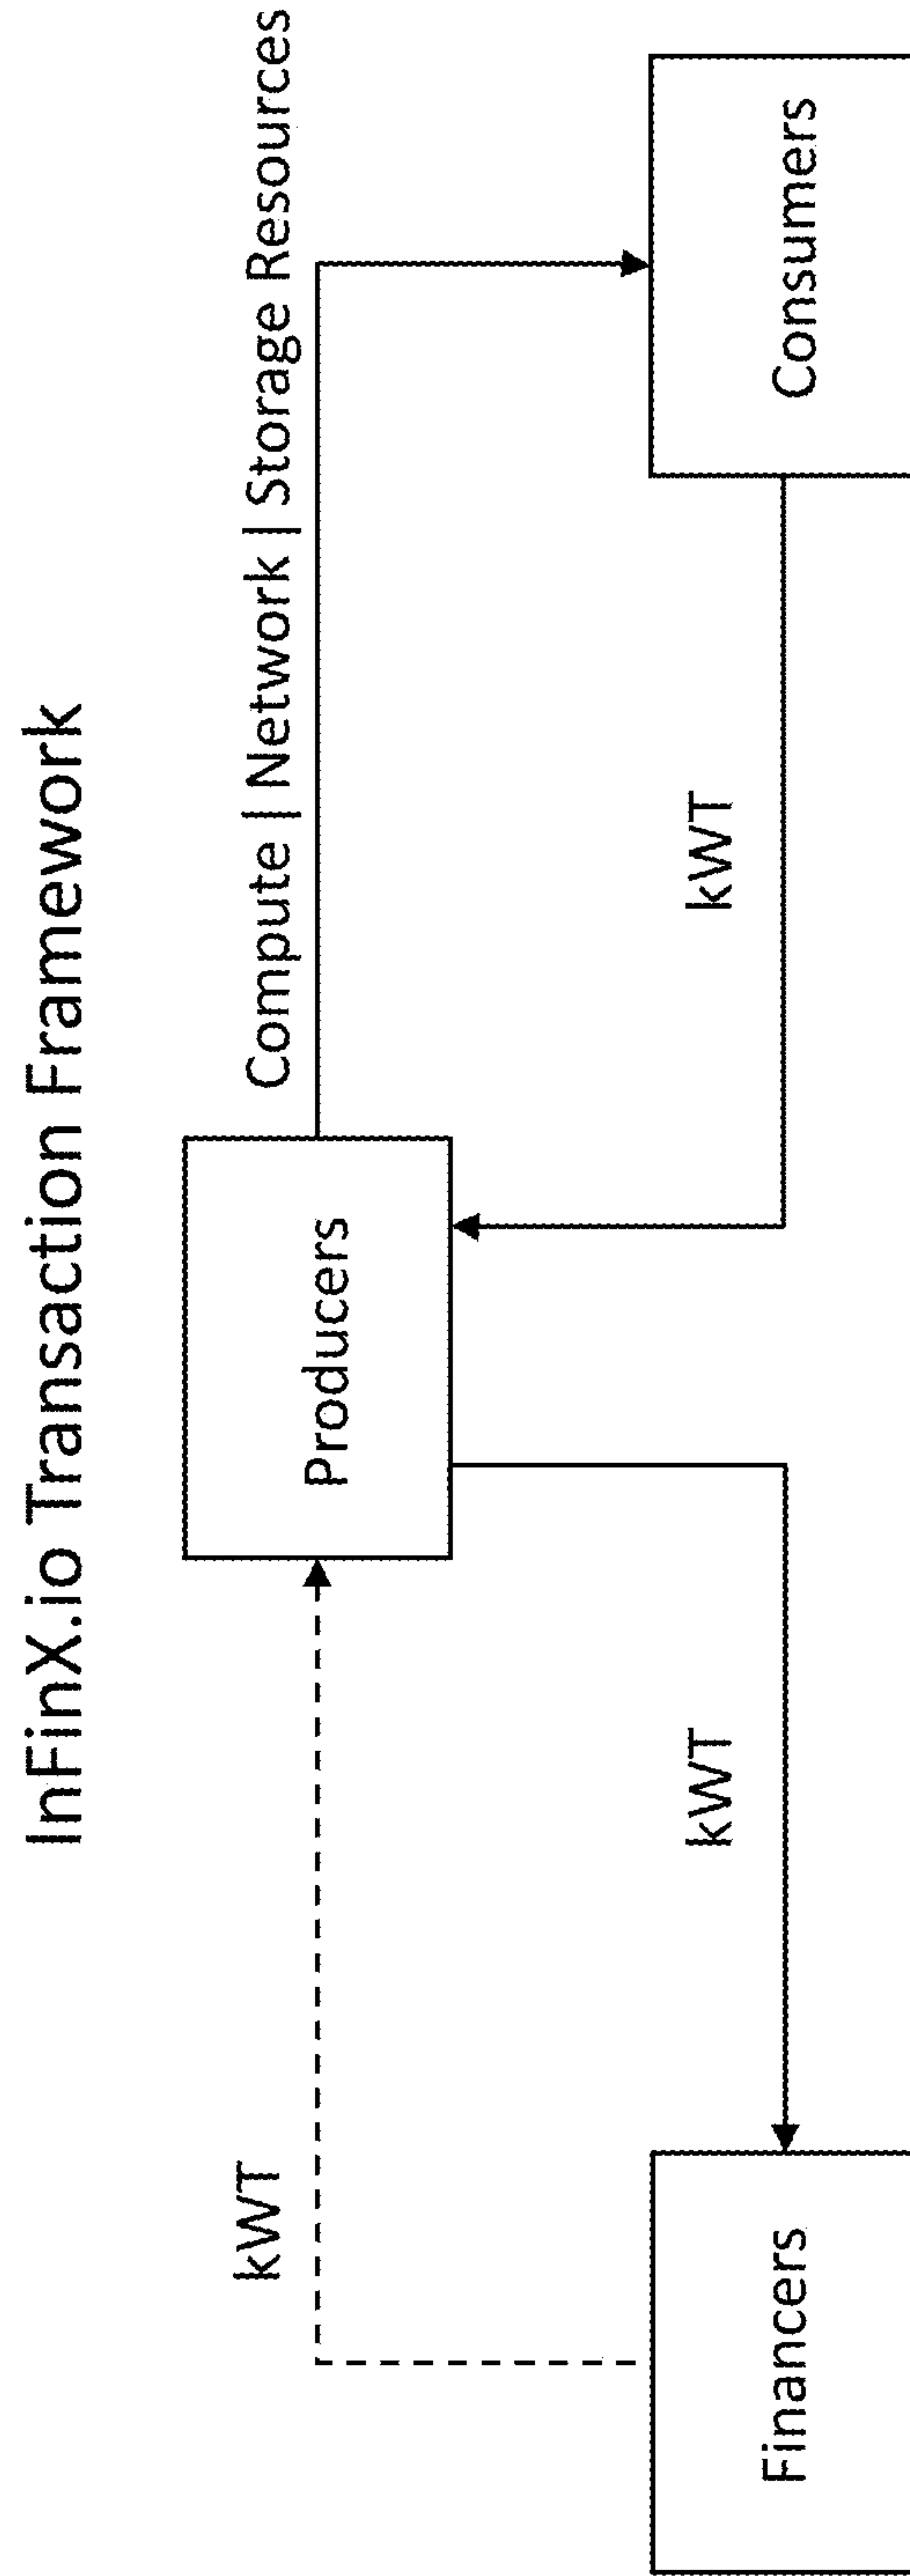 InFinX.io Transaction Framework
Compute | Network | Storage Resources
kWT
Producers
kWT
kWT
Financers
Consumers